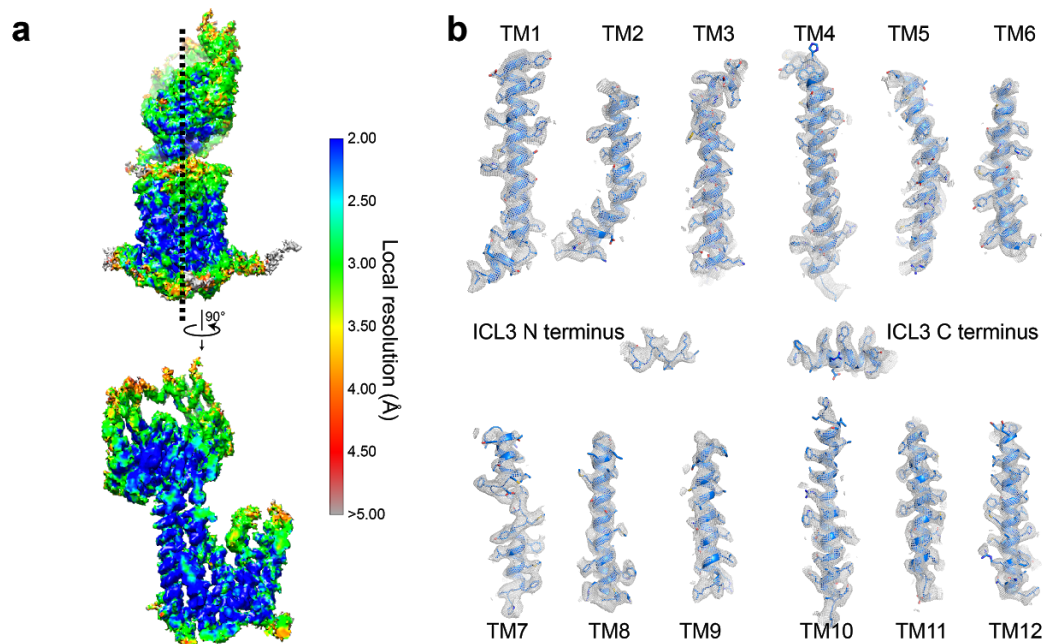 a
90°
2.00
2.50
3.00
3.50
4.00
4.50
>5.00
Local resolution (Å)
b
TM1 TM2 TM3 TM4 TM5 TM6
ICL3 N terminus ICL3 C terminus
TM7 TM8 TM9 TM10 TM11 TM12